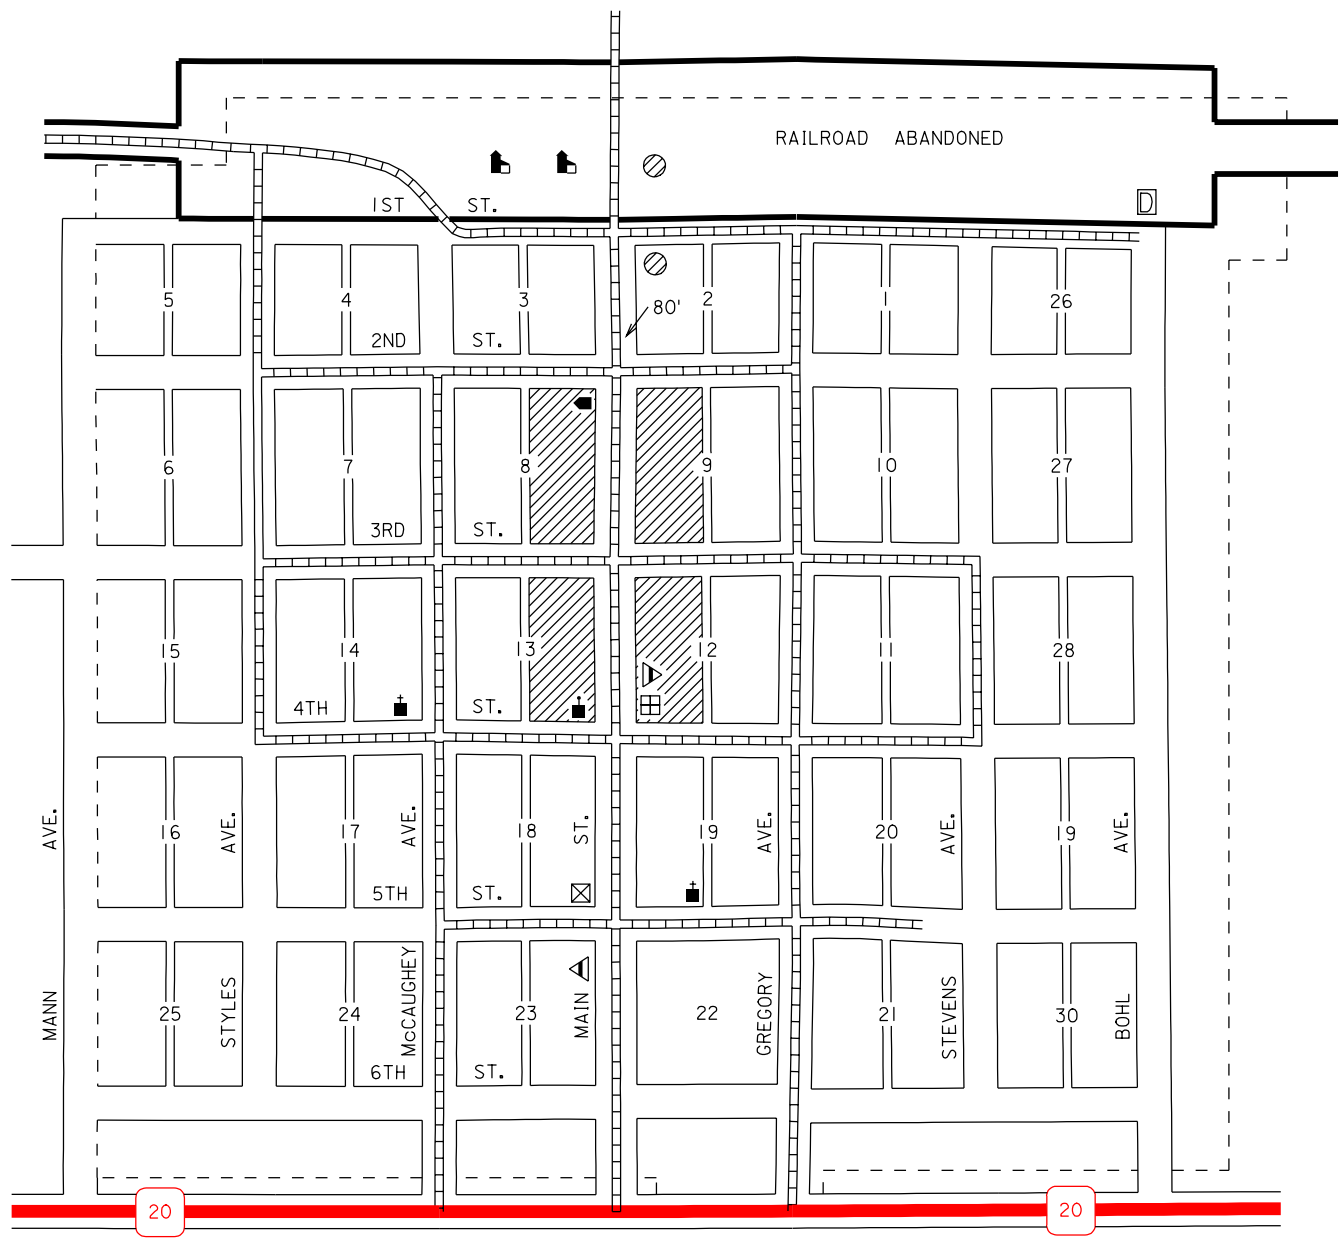 RAILROAD ABANDONED
D
1ST ST.
5 4 3 2 1 26
80'
2ND ST.
6 7 8 9 10 27
3RD ST.
15 14 13 12 11 28
4TH ST.
16 17 18 19 20 19
5TH ST.
25 24 23 22 21 30
6TH ST.
MANN AVE.
STYLES AVE.
McCAUGHEY AVE.
MAIN ST.
GREGORY AVE.
STEVENS AVE.
BOHL AVE.
20 20